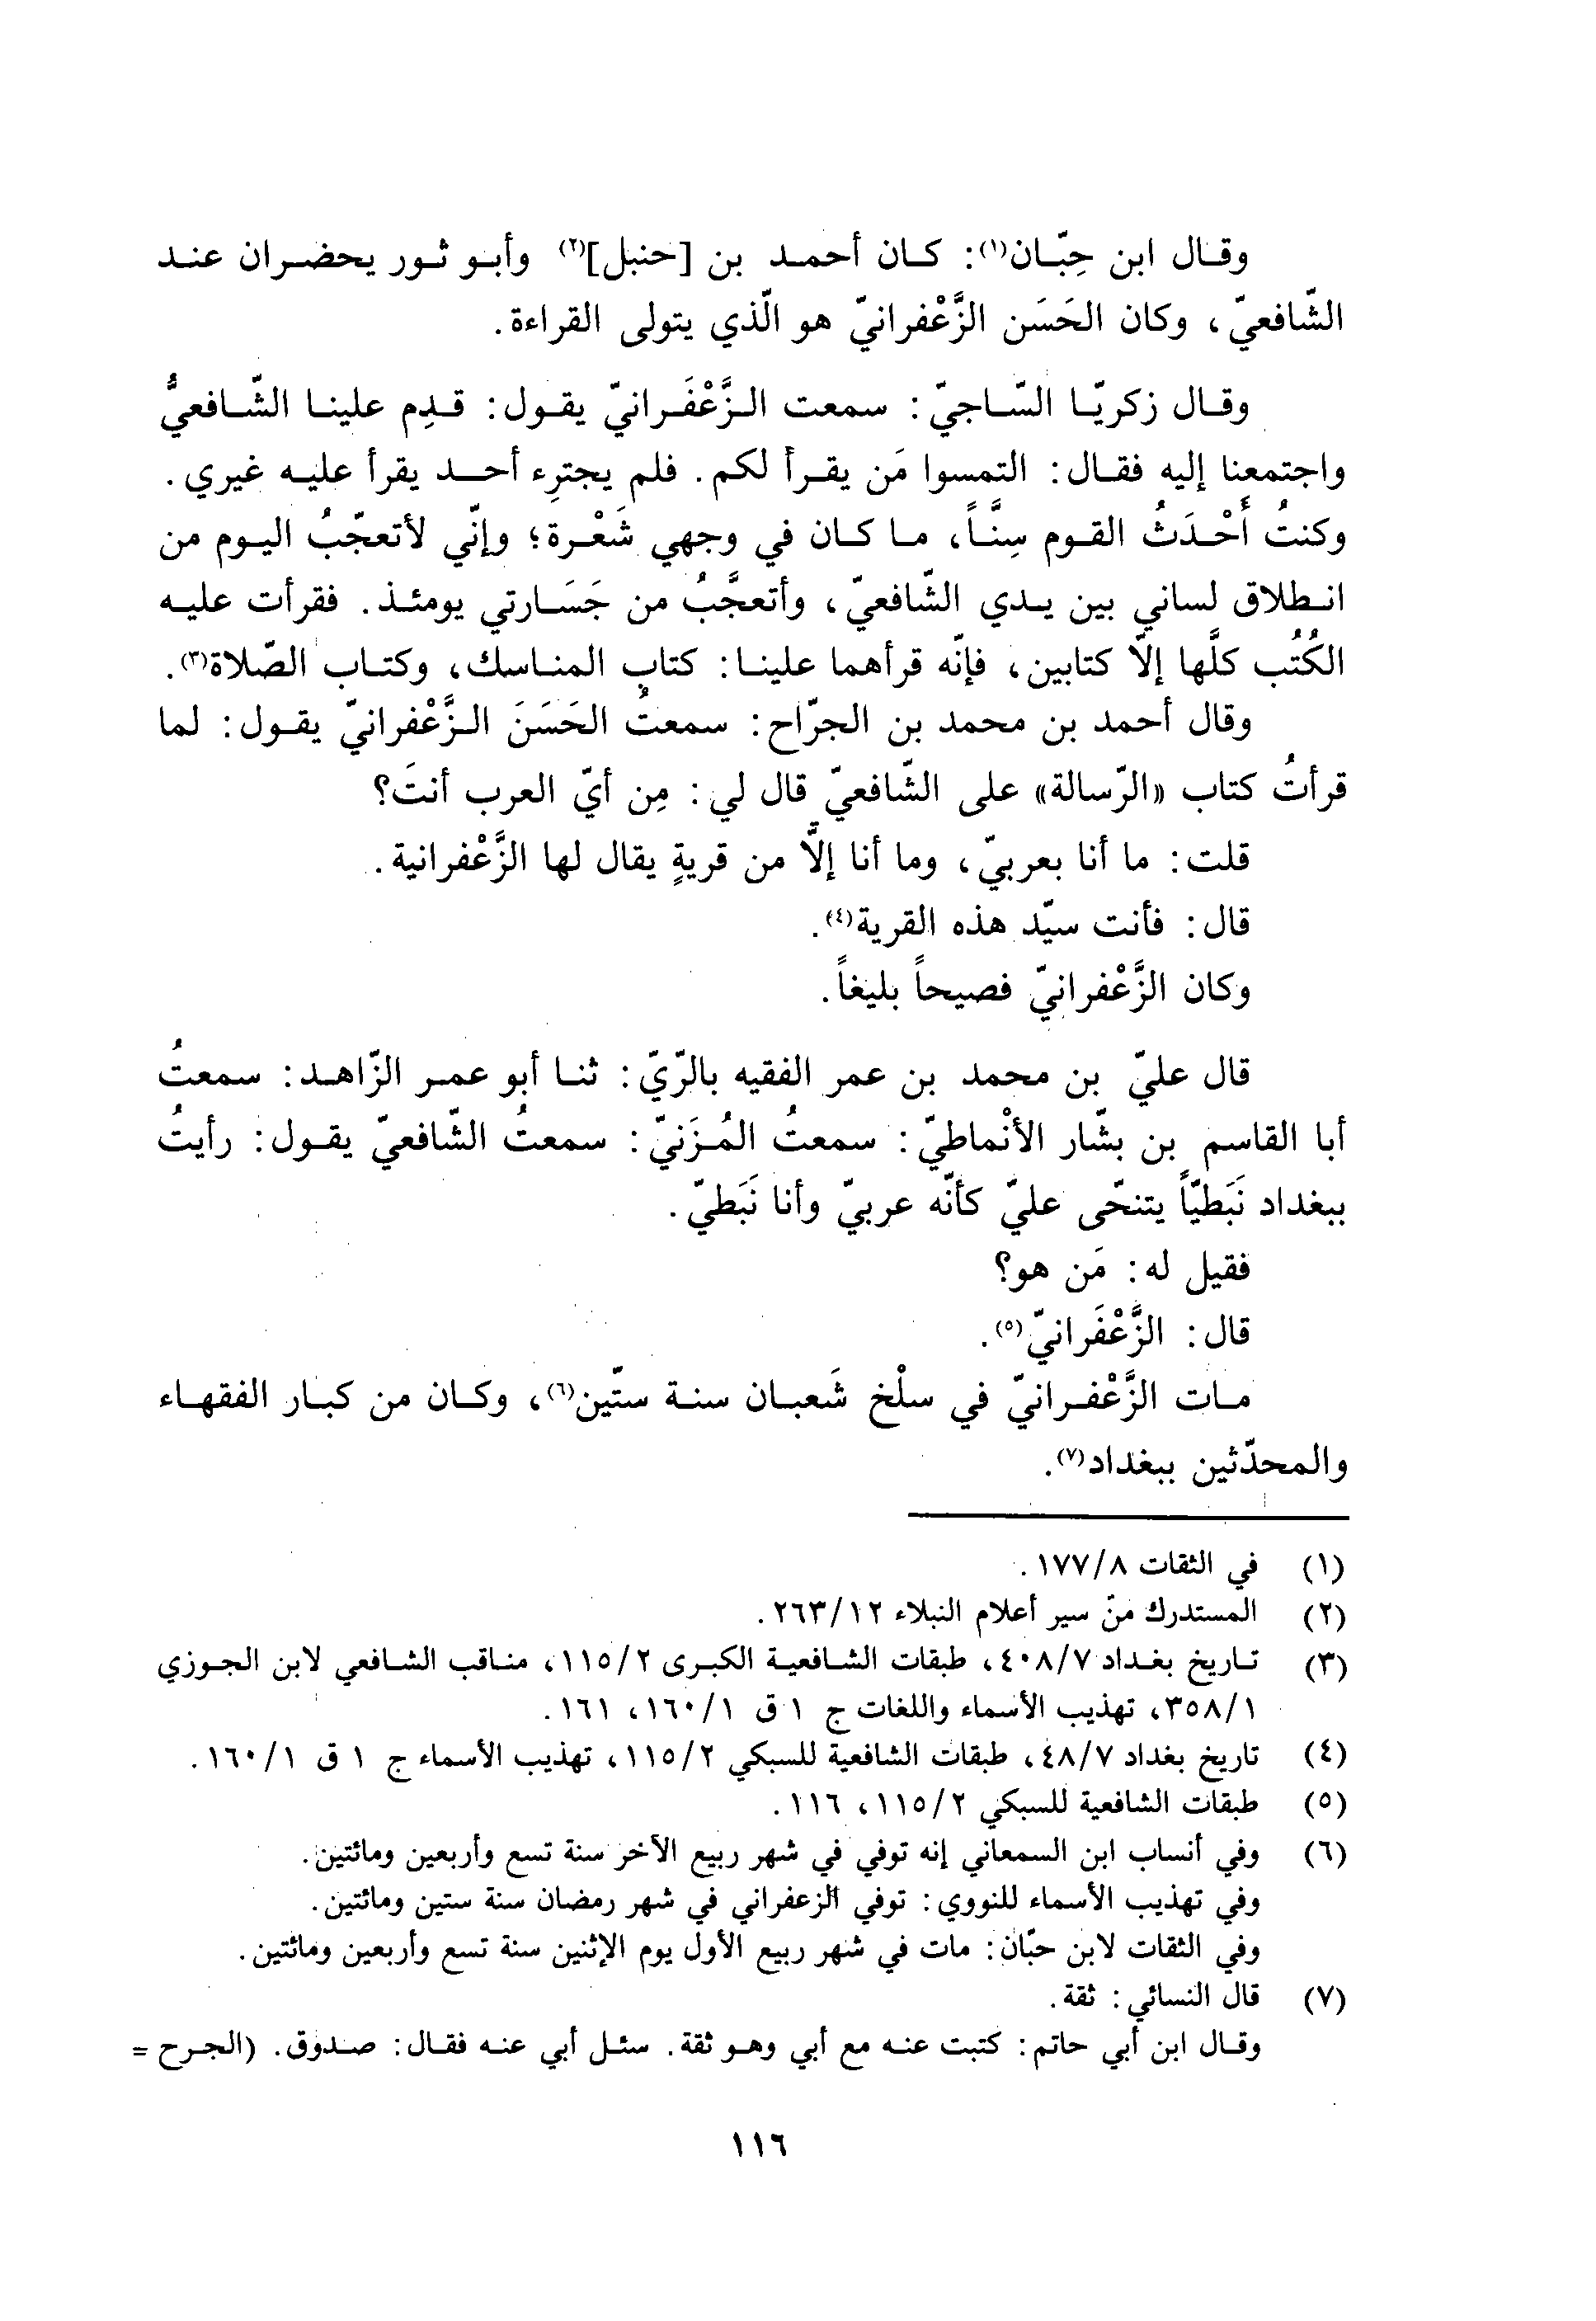 وقال ابن حِبّان(١): كان أحمد بن [حنبل](٢) وأبو ثور يحضران عند
الشّافعيّ، وكان الحَسَن الزَّعْفرانيّ هو الّذي يتولى القراءة.
وقال زكريّا السّاجيّ: سمعت الزَّعْفَرانيّ يقول: قدِم علينا الشّافعيُّ
واجتمعنا إليه فقال: التمسوا مَن يقرأ لكم. فلم يجترِء أحد يقرأ عليه غيري.
وكنتُ أَحْدَثُ القوم سِنّاً، ما كان في وجهي شَعْرة؛ وإنّي لأتعجّبُ اليوم من
انطلاق لساني بين يدي الشّافعيّ، وأتعجَّبُ من جَسَارتي يومئذ. فقرأت عليه
الكُتُب كلَّها إلّا كتابين، فإنّه قرأهما علينا: كتاب المناسك، وكتاب الصّلاة(٣).
وقال أحمد بن محمد بن الجرّاح: سمعتُ الحَسَنَ الزَّعْفرانيّ يقول: لما
قرأتُ كتاب «الرّسالة» على الشّافعيّ قال لي: مِن أيّ العرب أنتَ؟
قلت: ما أنا بعربيّ، وما أنا إلَّا من قريةٍ يقال لها الزَّعْفرانية.
قال: فأنت سيّد هذه القرية(٤).
وكان الزَّعْفرانيّ فصيحاً بليغاً.
قال عليّ بن محمد بن عمر الفقيه بالرّيّ: ثنا أبو عمر الزّاهد: سمعتُ
أبا القاسم بن بشّار الأنْماطيّ: سمعتُ المُزَنيّ: سمعتُ الشّافعيّ يقول: رأيتُ
ببغداد نَبَطيّاً يتنحّى عليّ كأنّه عربيّ وأنا نَبَطيّ.
فقيل له: مَن هو؟
قال: الزَّعْفَرانيّ(٥).
مات الزَّعْفرانيّ في سلْخ شَعبان سنة ستّين(٦)، وكان من كبار الفقهاء
والمحدّثين ببغداد(٧).
(١) في الثقات ١٧٧/٨.
(٢) المستدرك منّ سير أعلام النبلاء ٢٦٣/١٢.
(٣) تاريخ بغداد ٤٠٨/٧، طبقات الشافعية الكبرى ١١٥/٢، مناقب الشافعي لابن الجوزي
٣٥٨/١، تهذيب الأسماء واللغات ج ١ ق ١٦٠/١، ١٦١.
(٤) تاريخ بغداد ٤٨/٧، طبقات الشافعية للسبكي ١١٥/٢، تهذيب الأسماء ج ١ ق ١٦٠/١.
(٥) طبقات الشافعية للسبكي ١١٥/٢، ١١٦.
(٦) وفي أنساب ابن السمعاني إنه توفي في شهر ربيع الآخر سنة تسع وأربعين ومائتين.
وفي تهذيب الأسماء للنووي: توفي الزعفراني في شهر رمضان سنة ستين ومائتين.
وفي الثقات لابن حبّان: مات في شهر ربيع الأول يوم الإثنين سنة تسع وأربعين ومائتين.
(٧) قال النسائي: ثقة.
وقال ابن أبي حاتم: كتبت عنه مع أبي وهو ثقة. سئل أبي عنه فقال: صدوق. (الجرح =
١١٦